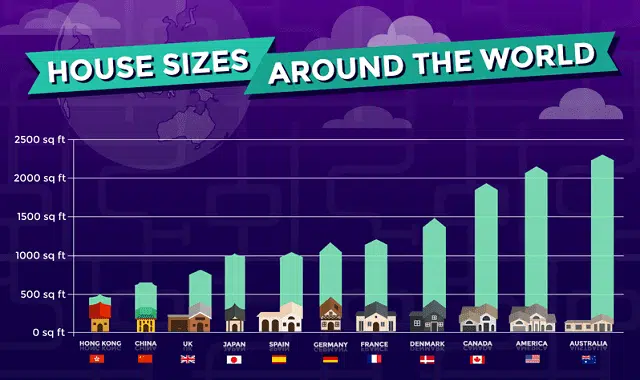 HOUSE SIZES
AROUND THE WORLD
2500 sq ft
2000 sq ft
1500 sq ft
1000 sq ft
500 sq ft
0 sq ft
HONG KONG CHINA UK JAPAN SPAIN GERMANY FRANCE DENMARK CANADA AMERICA AUSTRALIA